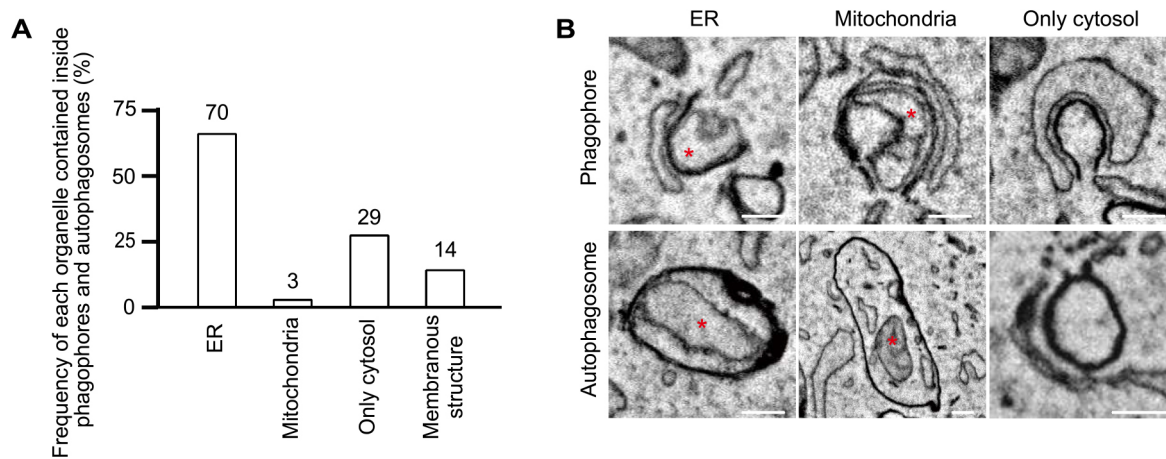 A
Frequency of each organelle contained inside
phagophores and autophagosomes (%)
75
50
25
0
70
3
29
14
ER
Mitochondria
Only cytosol
Membranous
structure
B
ER
Mitochondria
Only cytosol
Phagophore
Autophagosome